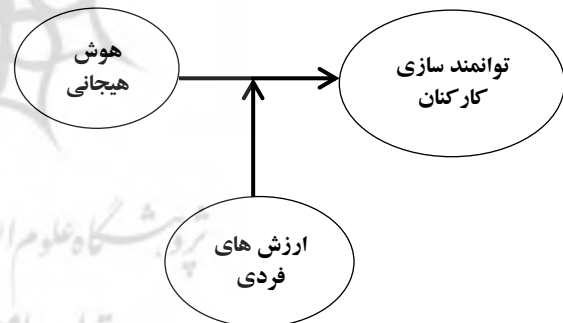 هوش
هیجانی
توانمند سازی
کارکنان
ارزش های
فردی